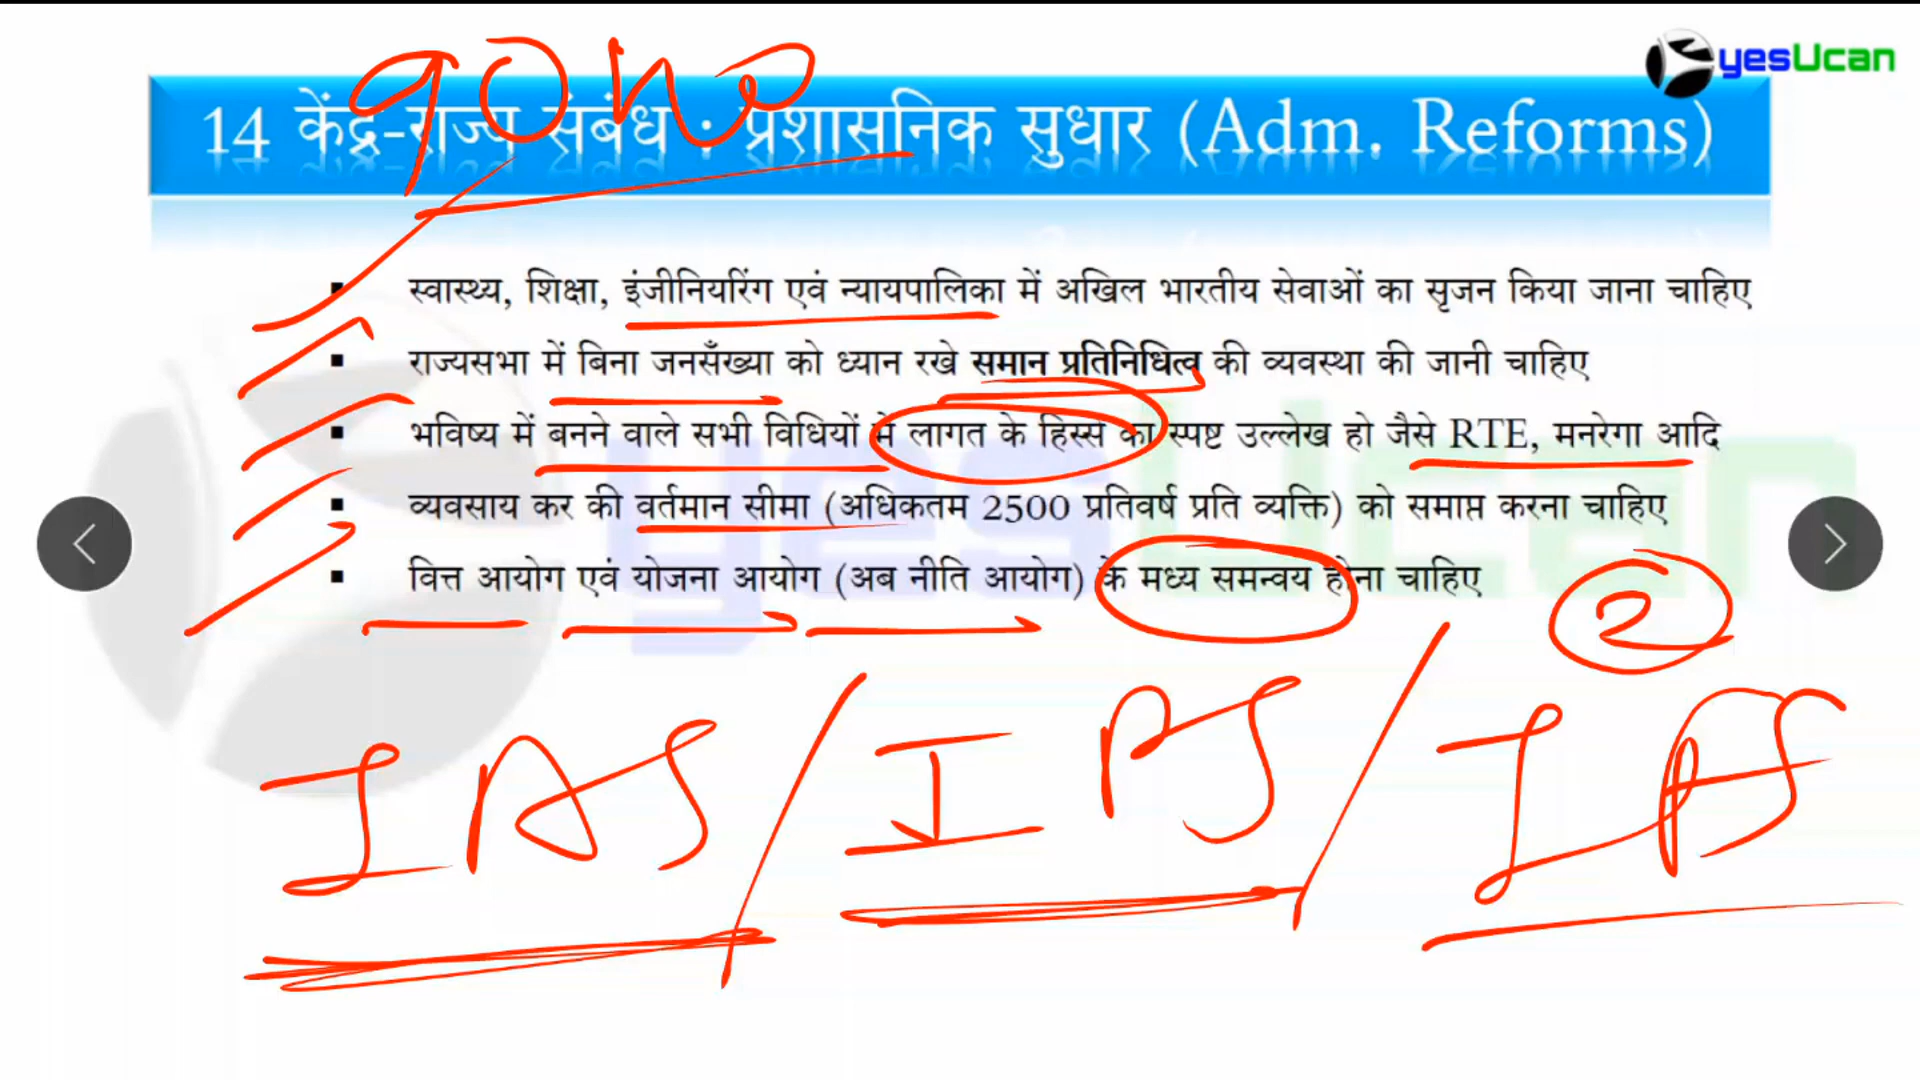 yesUcan
14 केंद्र-राज्य संबंध : प्रशासनिक सुधार (Adm. Reforms)
▪ स्वास्थ्य, शिक्षा, इंजीनियरिंग एवं न्यायपालिका में अखिल भारतीय सेवाओं का सृजन किया जाना चाहिए
▪ राज्यसभा में बिना जनसँख्या को ध्यान रखे समान प्रतिनिधित्व की व्यवस्था की जानी चाहिए
▪ भविष्य में बनने वाले सभी विधियों में लागत के हिस्से का स्पष्ट उल्लेख हो जैसे RTE, मनरेगा आदि
▪ व्यवसाय कर की वर्तमान सीमा (अधिकतम 2500 प्रतिवर्ष प्रति व्यक्ति) को समाप्त करना चाहिए
▪ वित्त आयोग एवं योजना आयोग (अब नीति आयोग) के मध्य समन्वय होना चाहिए
2
IAS / IPS /
yesUcan